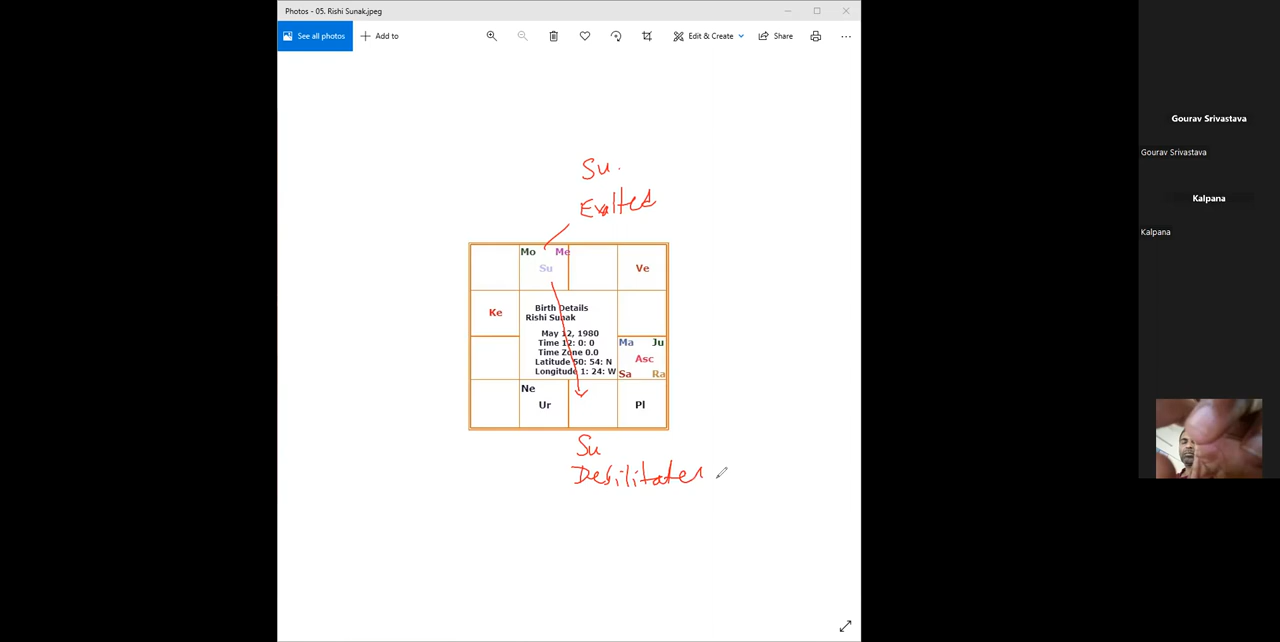 Photos - 05. Rishi Sunak.jpeg
See all photos
Add to
Edit & Create
Share
Gourav Srivastava
Gourav Srivastava
Kalpana
Kalpana
Su.
Exalted
Mo Me
Su
Ve
Ke
Birth Details
Rishi Sunak
May 12, 1980
Time 12: 0: 0
Time Zone 0.0
Latitude 50: 54: N
Longitude 1: 24: W
Ma Ju
Asc
Sa Ra
Ne
Ur
Pl
Su
Debilitated